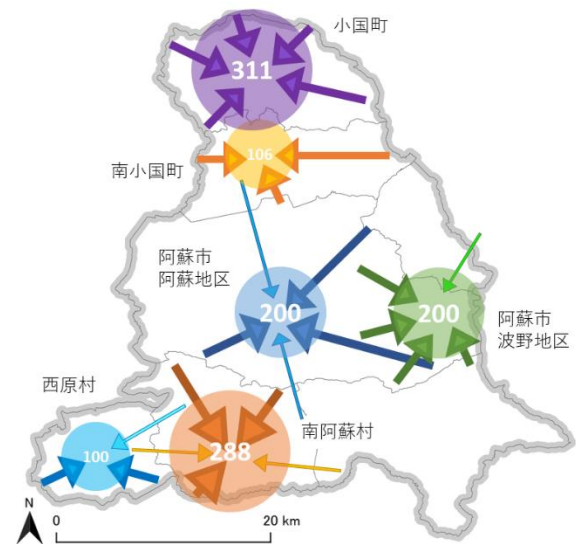 小国町
311
106
南小国町
阿蘇市
阿蘇地区
200
200
阿蘇市
波野地区
西原村
南阿蘇村
288
100
N
0
20 km